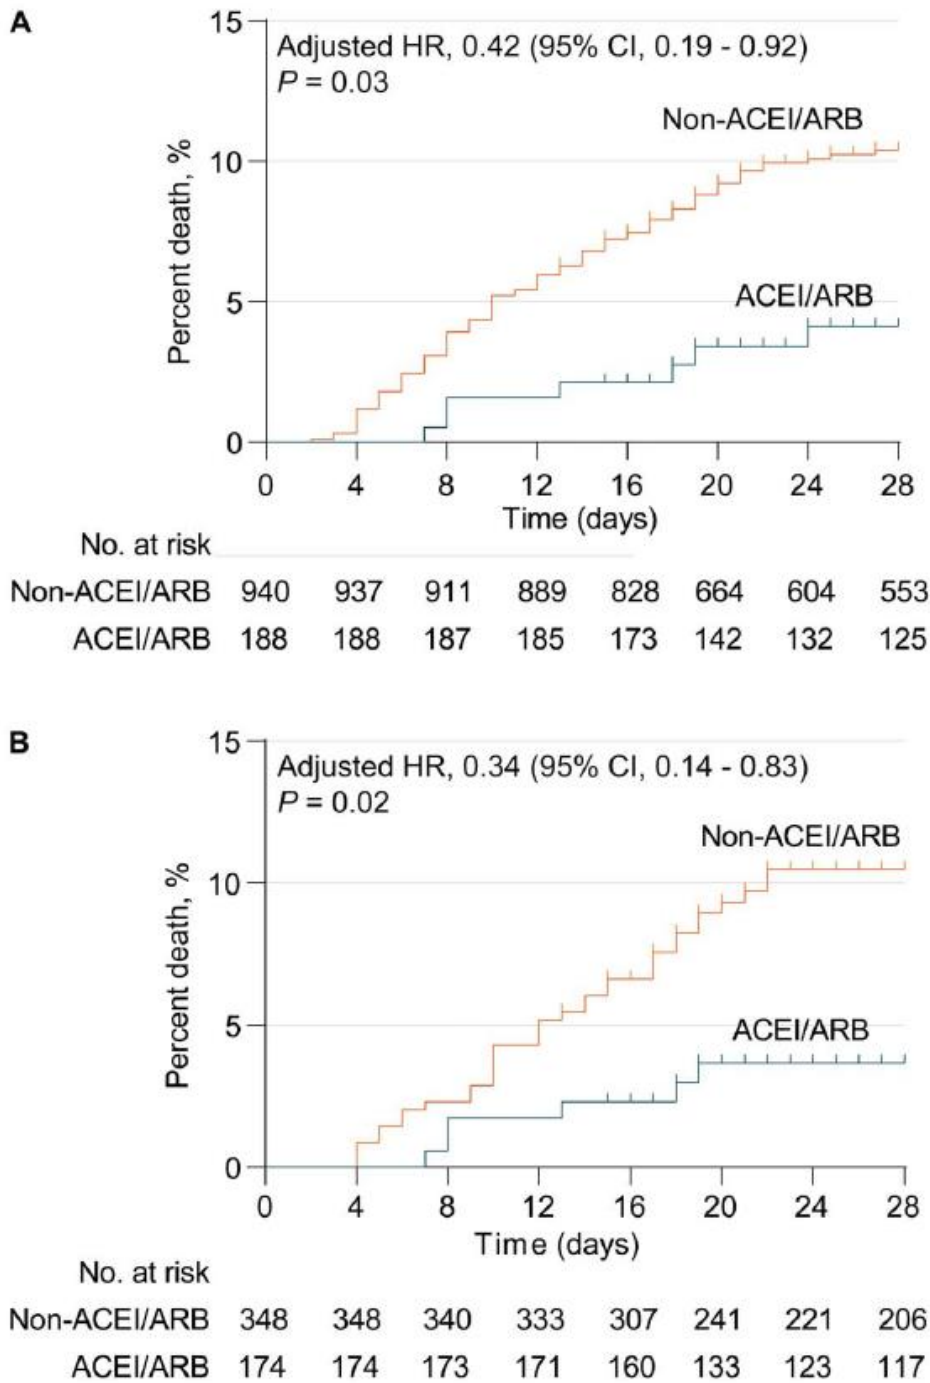 A
Adjusted HR, 0.42 (95% CI, 0.19 - 0.92)
P = 0.03
Non-ACEI/ARB
ACEI/ARB
Percent death, %
15
10
5
0
0 4 8 12 16 20 24 28
Time (days)
No. at risk
Non-ACEI/ARB 940 937 911 889 828 664 604 553
ACEI/ARB 188 188 187 185 173 142 132 125
B
Adjusted HR, 0.34 (95% CI, 0.14 - 0.83)
P = 0.02
Non-ACEI/ARB
ACEI/ARB
Percent death, %
15
10
5
0
0 4 8 12 16 20 24 28
Time (days)
No. at risk
Non-ACEI/ARB 348 348 340 333 307 241 221 206
ACEI/ARB 174 174 173 171 160 133 123 117